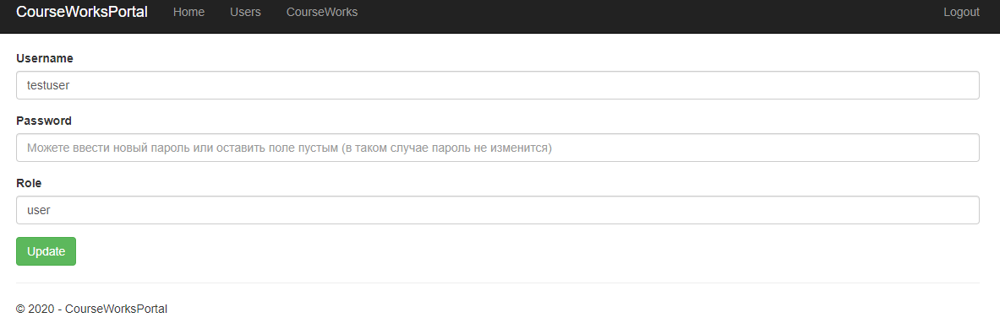 CourseWorksPortal Home Users CourseWorks Logout
Username
testuser
Password
Можете ввести новый пароль или оставить поле пустым (в таком случае пароль не изменится)
Role
user
Update
© 2020 - CourseWorksPortal